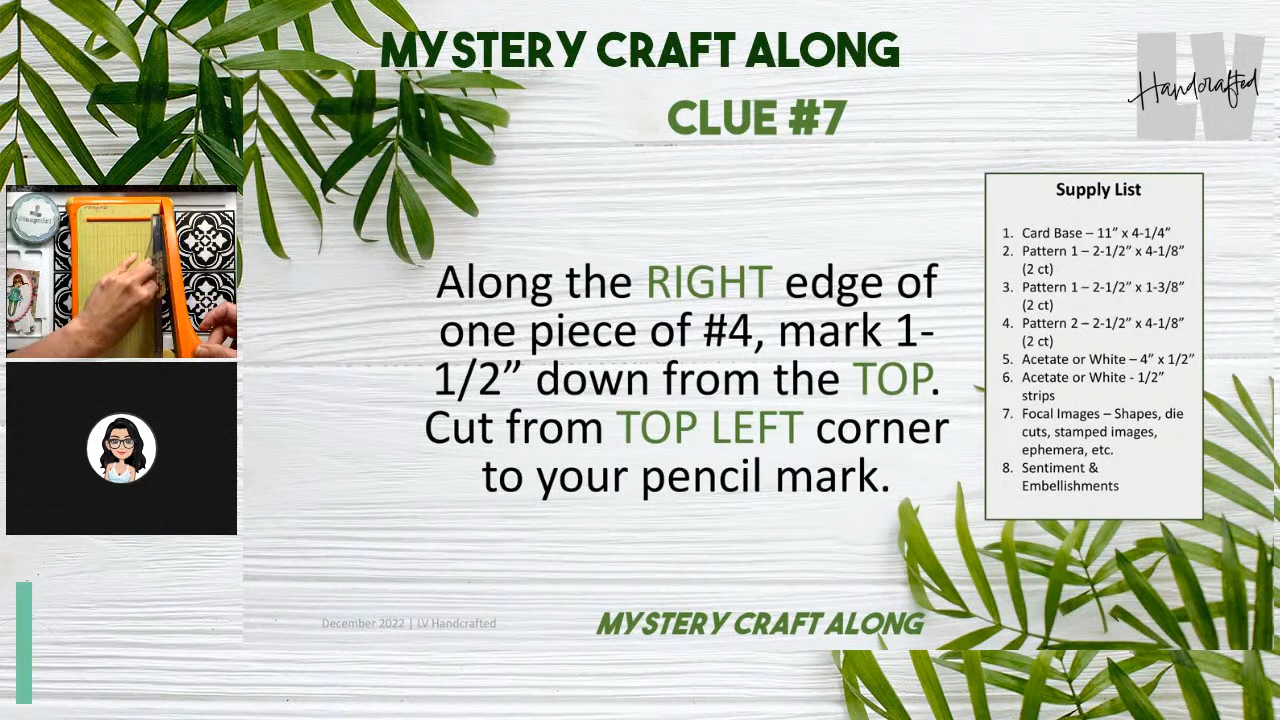 MYSTERY CRAFT ALONG
Handcrafted
LV
CLUE #7
Along the RIGHT edge of
one piece of #4, mark 1-
1/2” down from the TOP.
Cut from TOP LEFT corner
to your pencil mark.
Supply List
1. Card Base – 11” x 4-1/4”
2. Pattern 1 – 2-1/2” x 4-1/8”
(2 ct)
3. Pattern 1 – 2-1/2” x 1-3/8”
(2 ct)
4. Pattern 2 – 2-1/2” x 4-1/8”
(2 ct)
5. Acetate or White – 4” x 1/2”
6. Acetate or White - 1/2”
strips
7. Focal Images – Shapes, die
cuts, stamped images,
ephemera, etc.
8. Sentiment &
Embellishments
December 2022 | LV Handcrafted
MYSTERY CRAFT ALONG